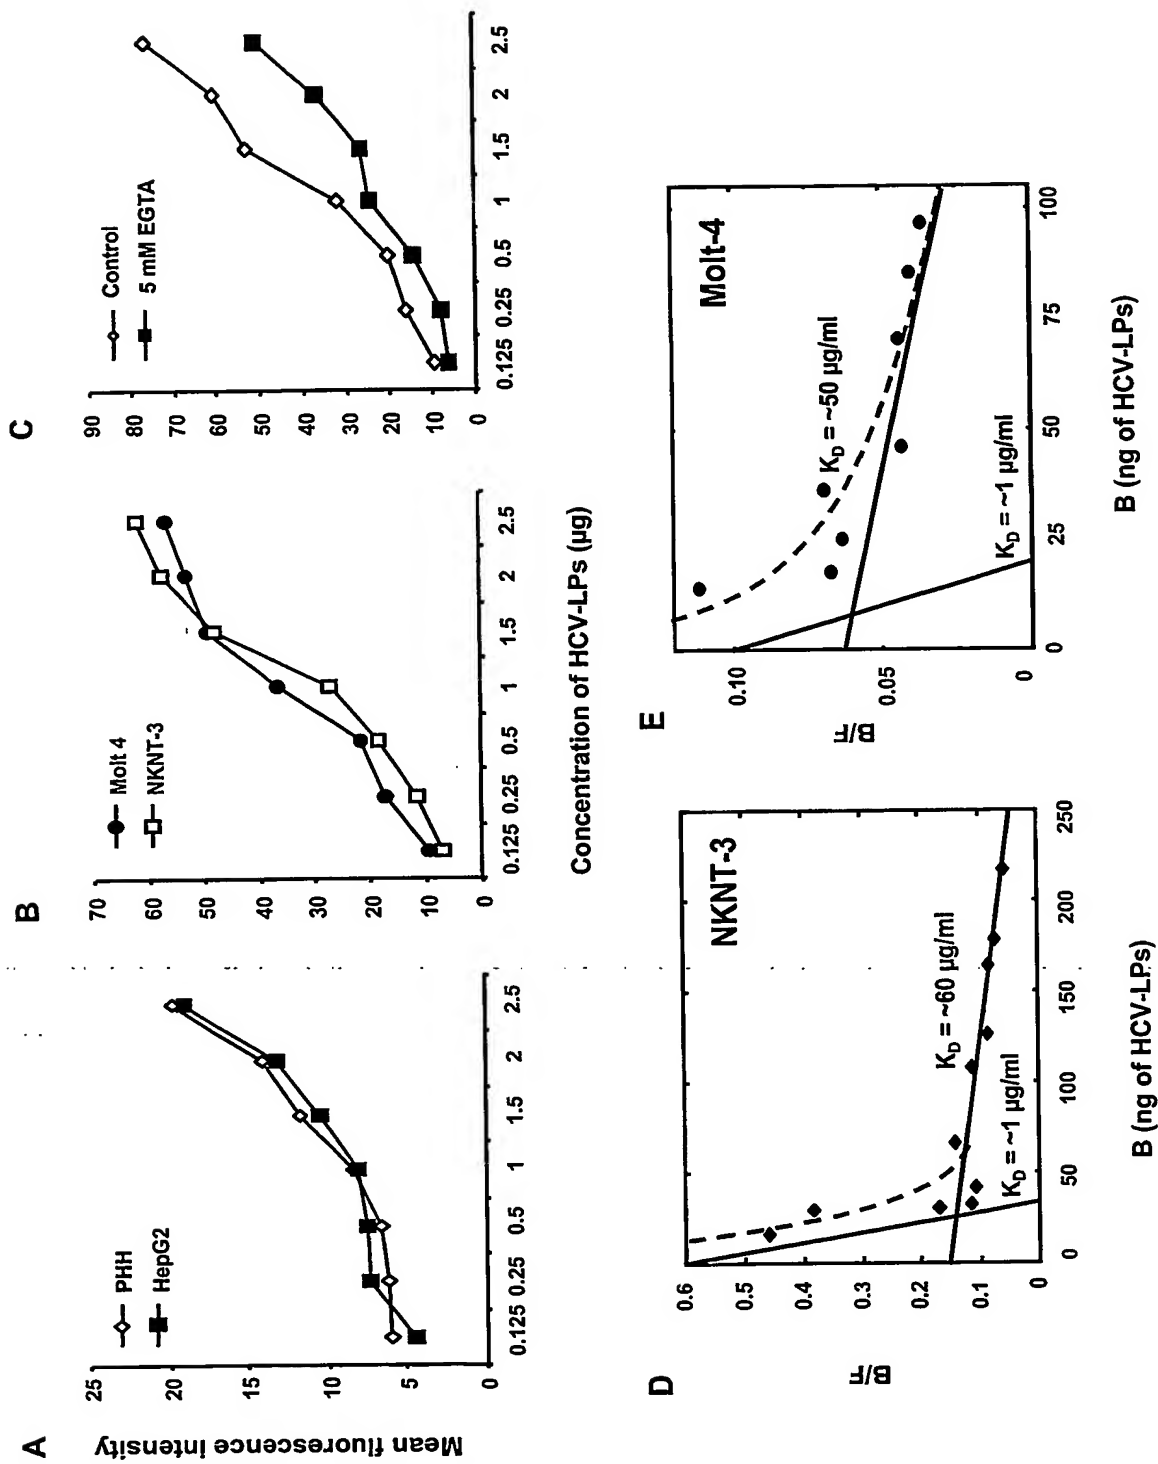 A
Mean fluorescence intensity
25
20
15
10
5
0
PHH
HepG2
0.125 0.25 0.5 1 1.5 2 2.5
B
70
60
50
40
30
20
10
0
Molt 4
NKNT-3
0.125 0.25 0.5 1 1.5 2 2.5
Concentration of HCV-LPs (µg)
C
90
80
70
60
50
40
30
20
10
0
Control
5 mM EGTA
0.125 0.25 0.5 1 1.5 2 2.5
D
B/F
0.6
0.5
0.4
0.3
0.2
0.1
0
NKNT-3
K_D = ~60 µg/ml
K_D = ~1 µg/ml
0 50 100 150 200 250
B (ng of HCV-LPs)
E
B/F
0.10
0.05
0
Molt-4
K_D = ~50 µg/ml
K_D = ~1 µg/ml
0 25 50 75 100
B (ng of HCV-LPs)